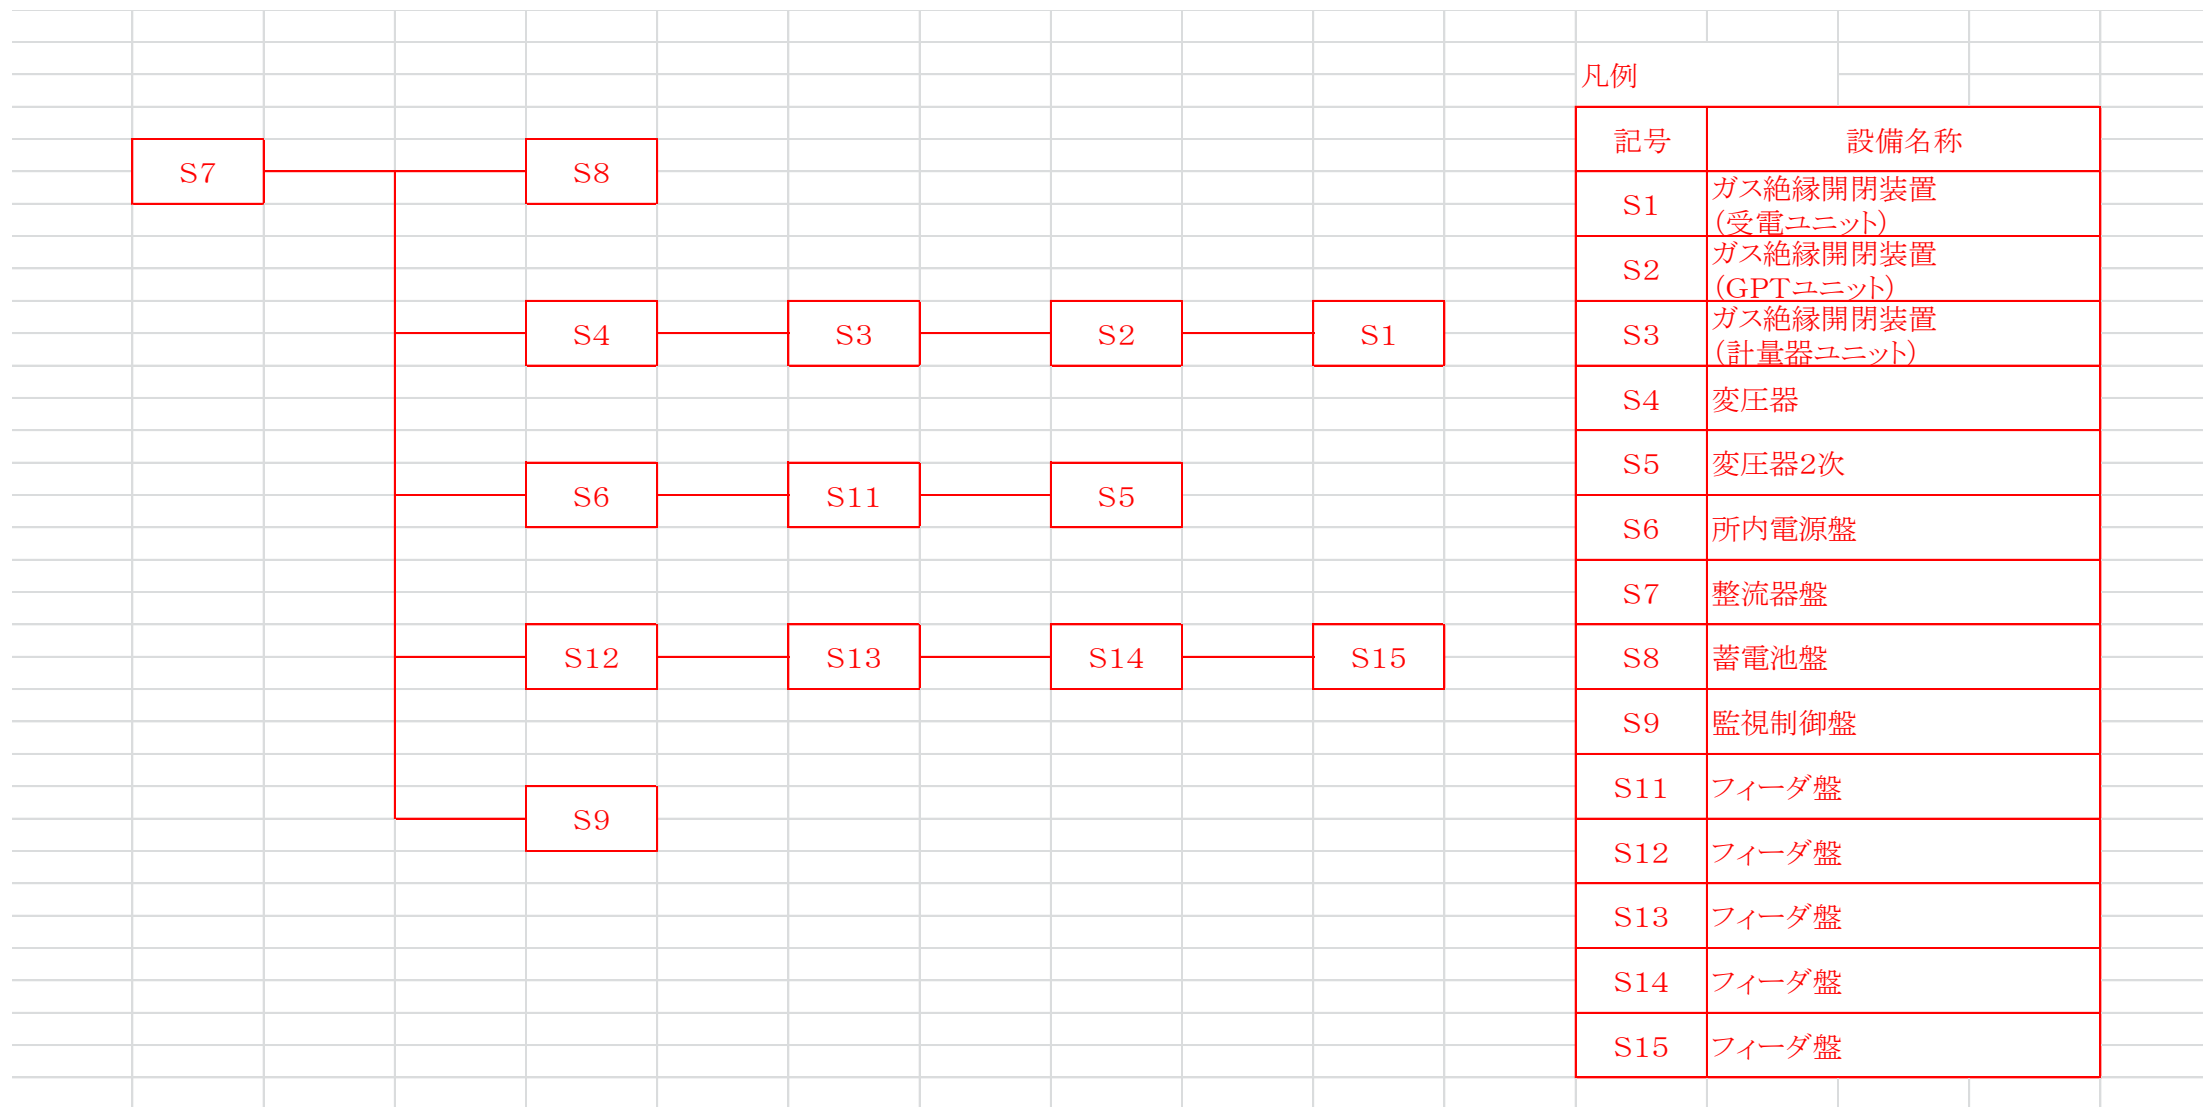 凡例
S7
S8
S4
S3
S2
S1
S6
S11
S5
S12
S13
S14
S15
S9
記号 設備名称
S1 ガス絶縁開閉装置
(受電ユニット)
S2 ガス絶縁開閉装置
(GPTユニット)
S3 ガス絶縁開閉装置
(計量器ユニット)
S4 変圧器
S5 変圧器2次
S6 所内電源盤
S7 整流器盤
S8 蓄電池盤
S9 監視制御盤
S11 フィーダ盤
S12 フィーダ盤
S13 フィーダ盤
S14 フィーダ盤
S15 フィーダ盤